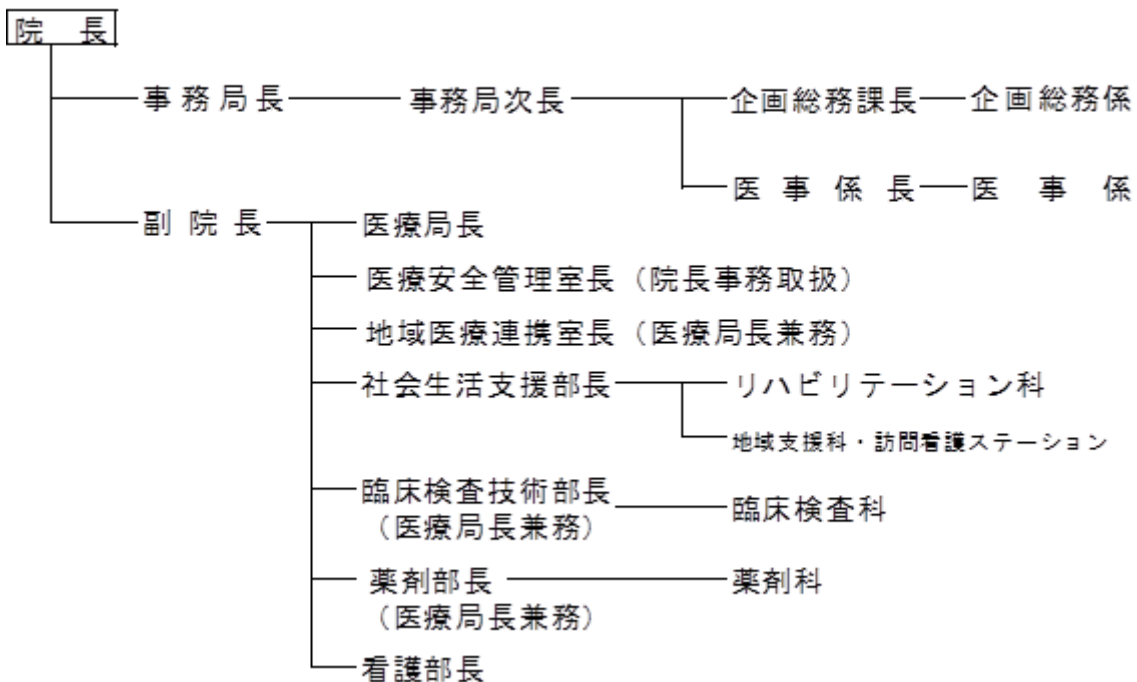 院　長
事務局長　事務局次長　企画総務課長　企画総務係
医事係長　医事係
副院長　医療局長
医療安全管理室長（院長事務取扱）
地域医療連携室長（医療局長兼務）
社会生活支援部長　リハビリテーション科
地域支援科・訪問看護ステーション
臨床検査技術部長　臨床検査科
（医療局長兼務）
薬剤部長　薬剤科
（医療局長兼務）
看護部長